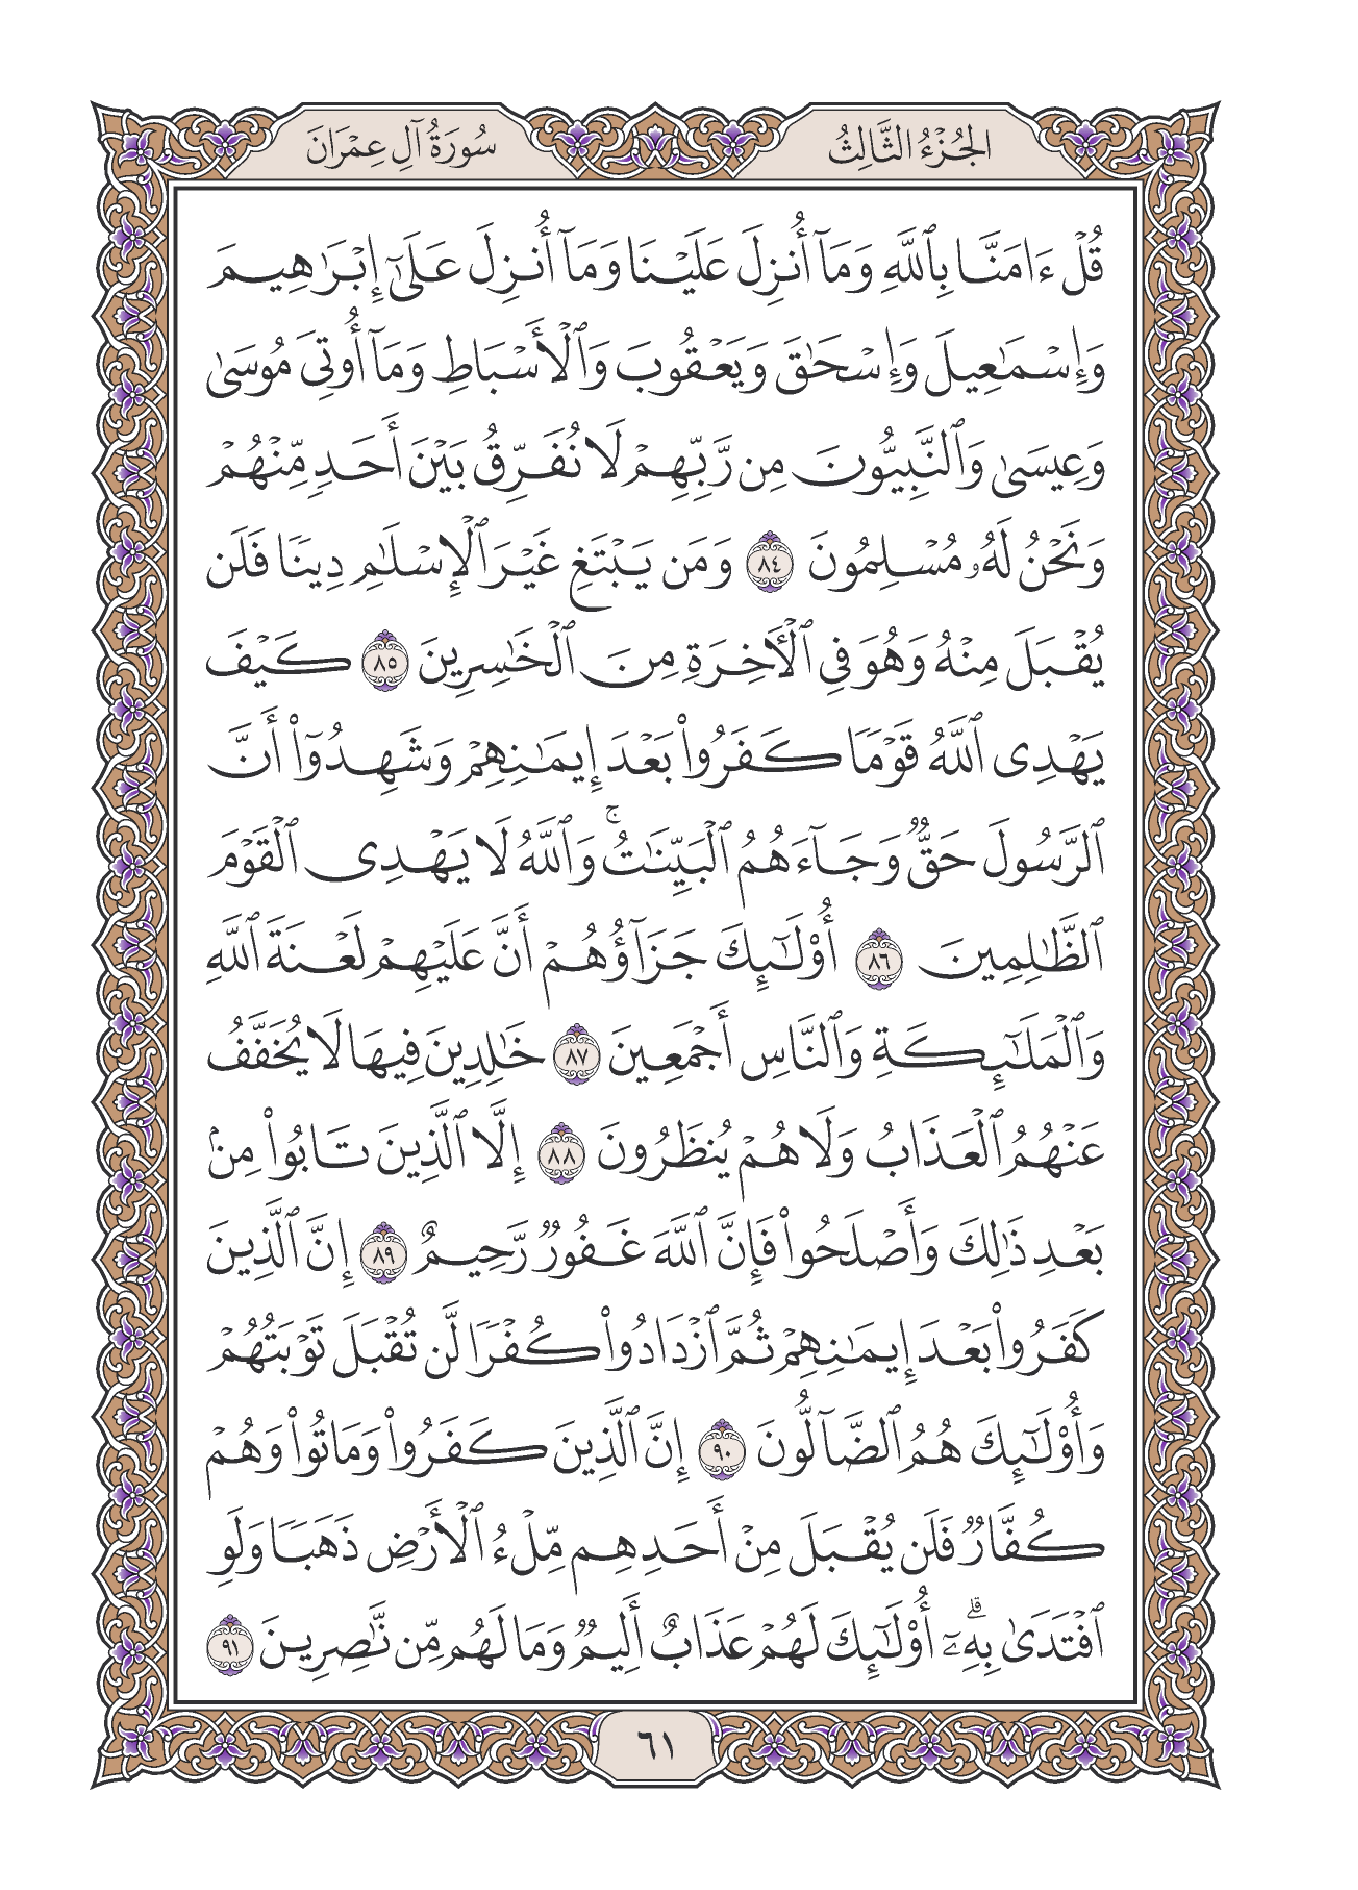 الجُزْءُ الثَّالِثُ
سُورَةُ آلِ عِمْرَانَ
قُلْ ءَامَنَّا بِٱللَّهِ وَمَآ أُنزِلَ عَلَيْنَا وَمَآ أُنزِلَ عَلَىٰٓ إِبْرَٰهِيمَ
وَإِسْمَٰعِيلَ وَإِسْحَٰقَ وَيَعْقُوبَ وَٱلْأَسْبَاطِ وَمَآ أُوتِىَ مُوسَىٰ
وَعِيسَىٰ وَٱلنَّبِيُّونَ مِن رَّبِّهِمْ لَا نُفَرِّقُ بَيْنَ أَحَدٍ مِّنْهُمْ
وَنَحْنُ لَهُۥ مُسْلِمُونَ ٨٤ وَمَن يَبْتَغِ غَيْرَ ٱلْإِسْلَٰمِ دِينًا فَلَن
يُقْبَلَ مِنْهُ وَهُوَ فِى ٱلْأَخِرَةِ مِنَ ٱلْخَٰسِرِينَ ٨٥ كَيْفَ
يَهْدِى ٱللَّهُ قَوْمًا كَفَرُوا۟ بَعْدَ إِيمَٰنِهِمْ وَشَهِدُوٓا۟ أَنَّ
ٱلرَّسُولَ حَقٌّ وَجَآءَهُمُ ٱلْبَيِّنَٰتُ ۚ وَٱللَّهُ لَا يَهْدِى ٱلْقَوْمَ
ٱلظَّٰلِمِينَ ٨٦ أُو۟لَٰٓئِكَ جَزَآؤُهُمْ أَنَّ عَلَيْهِمْ لَعْنَةَ ٱللَّهِ
وَٱلْمَلَٰٓئِكَةِ وَٱلنَّاسِ أَجْمَعِينَ ٨٧ خَٰلِدِينَ فِيهَا لَا يُخَفَّفُ
عَنْهُمُ ٱلْعَذَابُ وَلَا هُمْ يُنظَرُونَ ٨٨ إِلَّا ٱلَّذِينَ تَابُوا۟ مِنۢ
بَعْدِ ذَٰلِكَ وَأَصْلَحُوا۟ فَإِنَّ ٱللَّهَ غَفُورٌ رَّحِيمٌ ٨٩ إِنَّ ٱلَّذِينَ
كَفَرُوا۟ بَعْدَ إِيمَٰنِهِمْ ثُمَّ ٱزْدَادُوا۟ كُفْرًا لَّن تُقْبَلَ تَوْبَتُهُمْ
وَأُو۟لَٰٓئِكَ هُمُ ٱلضَّآلُّونَ ٩٠ إِنَّ ٱلَّذِينَ كَفَرُوا۟ وَمَاتُوا۟ وَهُمْ
كُفَّارٌ فَلَن يُقْبَلَ مِنْ أَحَدِهِم مِّلْءُ ٱلْأَرْضِ ذَهَبًا وَلَوِ
ٱفْتَدَىٰ بِهِۦٓ ۗ أُو۟لَٰٓئِكَ لَهُمْ عَذَابٌ أَلِيمٌ وَمَا لَهُم مِّن نَّٰصِرِينَ ٩١
٦١